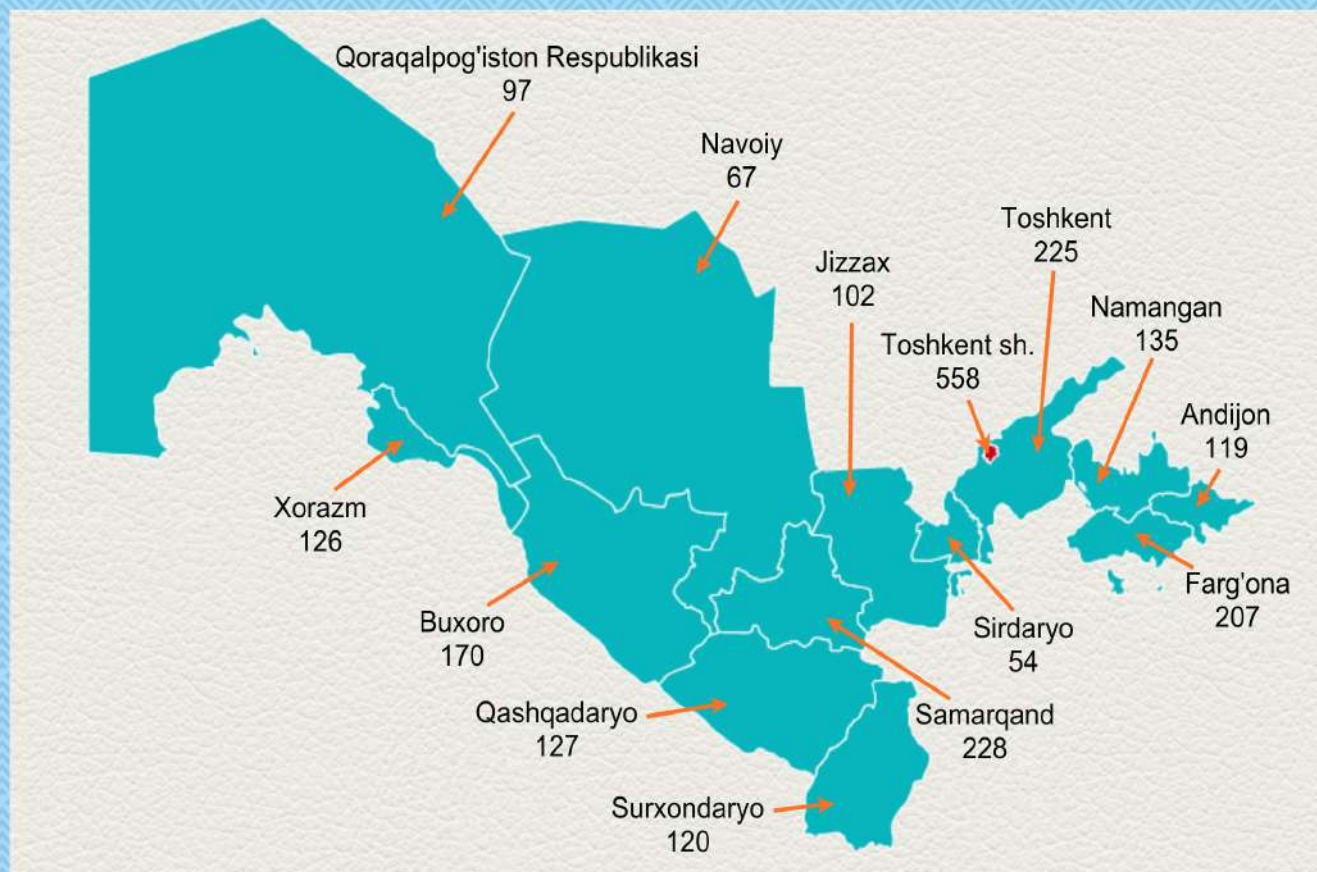 Qoraqalpog'iston Respublikasi
97
Navoiy
67
Toshkent
225
Jizzax
102
Namangan
135
Toshkent sh.
558
Andijon
119
Xorazm
126
Farg'ona
207
Buxoro
170
Sirdaryo
54
Qashqadaryo
127
Samarqand
228
Surxondaryo
120